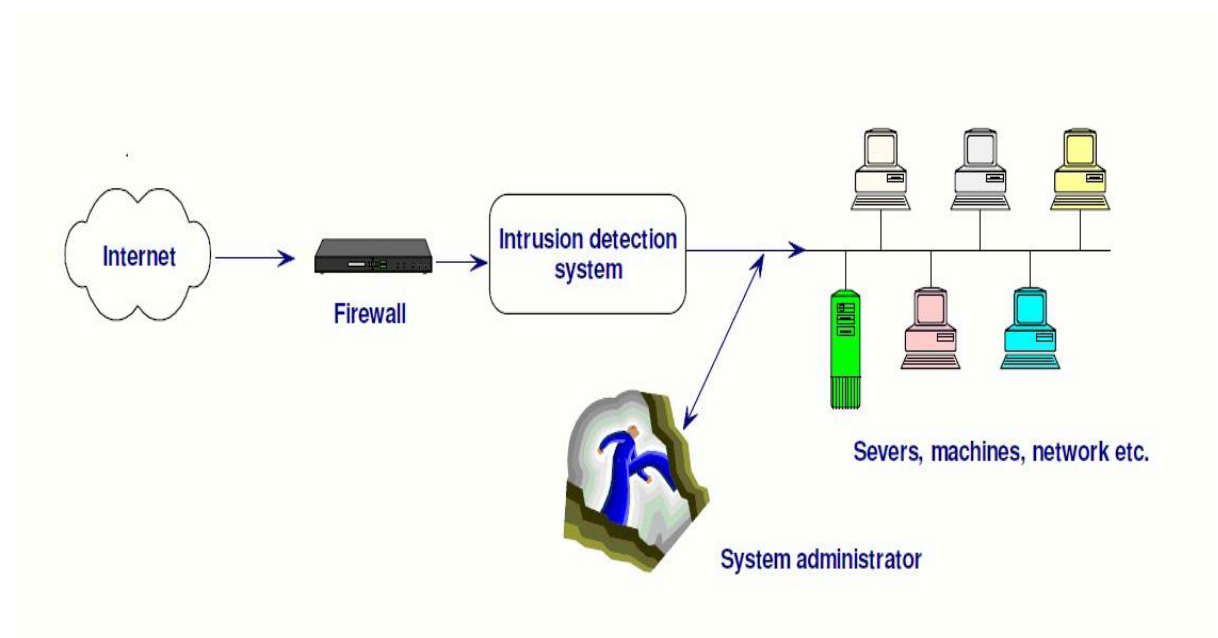 Internet
Firewall
Intrusion detection
system
Severs, machines, network etc.
System administrator